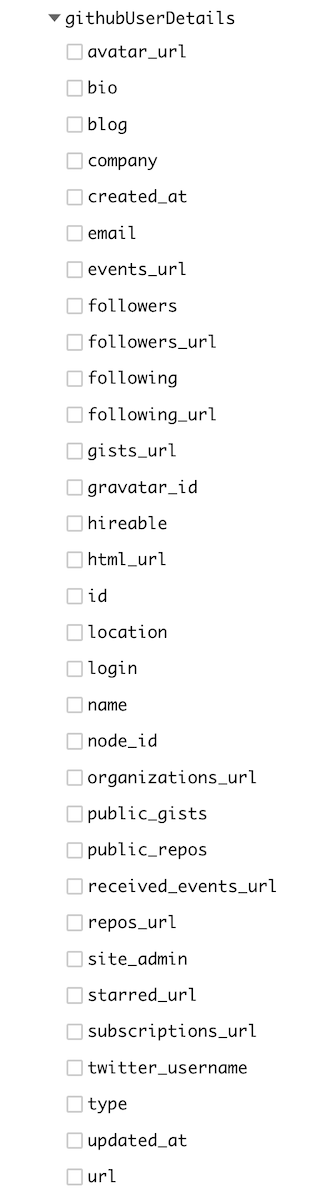 githubUserDetails
avatar_url
bio
blog
company
created_at
email
events_url
followers
followers_url
following
following_url
gists_url
gravatar_id
hireable
html_url
id
location
login
name
node_id
organizations_url
public_gists
public_repos
received_events_url
repos_url
site_admin
starred_url
subscriptions_url
twitter_username
type
updated_at
url